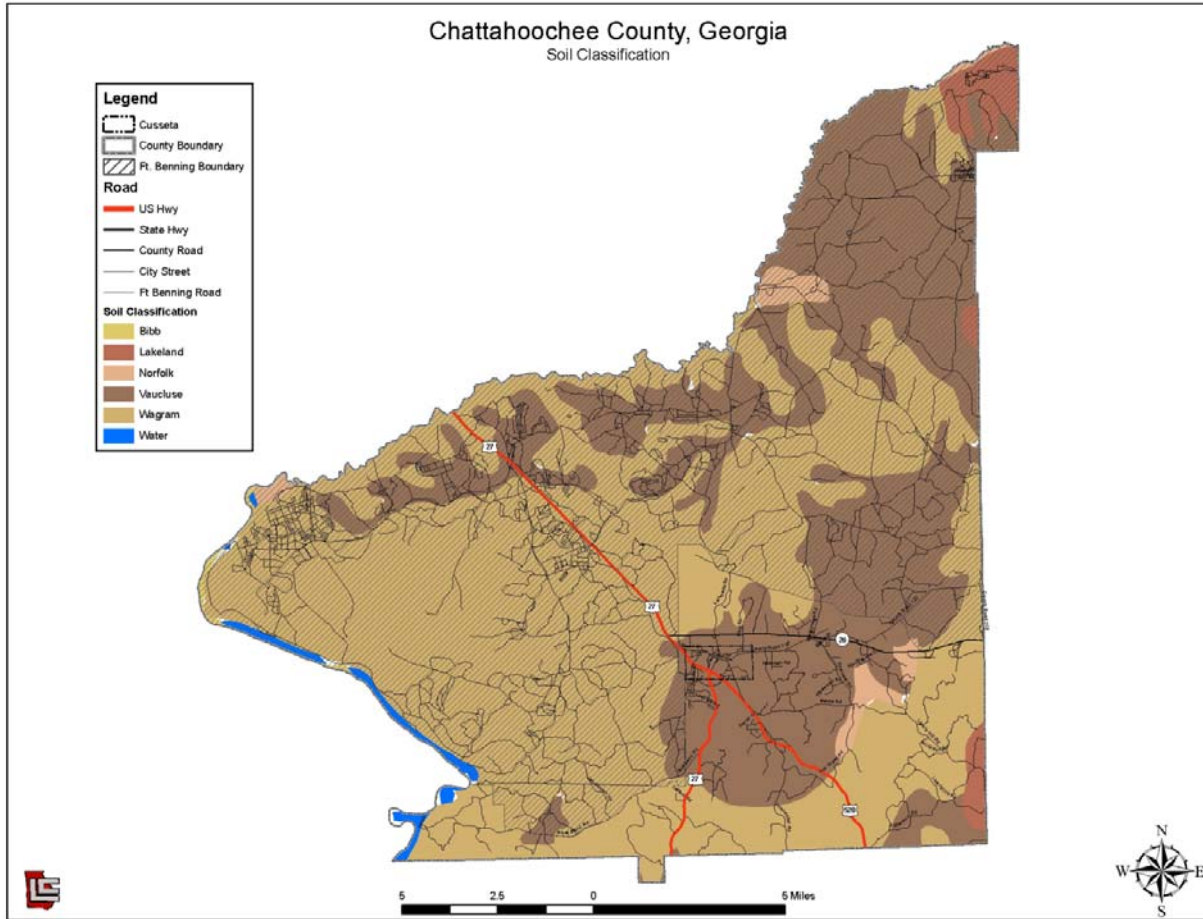 Chattahoochee County, Georgia
Soil Classification
Legend
Cusseta
County Boundary
Ft. Benning Boundary
Road
US Hwy
State Hwy
County Road
City Street
Ft Benning Road
Soil Classification
Bibb
Lakeland
Norfolk
Vaucluse
Wagram
Water
27
27
26
27
520
N
W E
S
5 2.5 0 5 Miles